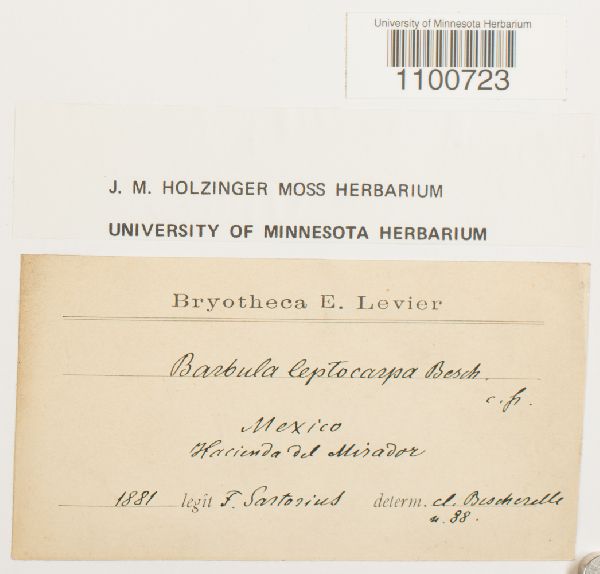 University of Minnesota Herbarium
1100723
J. M. HOLZINGER MOSS HERBARIUM
UNIVERSITY OF MINNESOTA HERBARIUM
Bryotheca E. Levier
Barbula leptocarpa Besch.
c. fr.
Mexico
Hacienda del Mirador
1881 legit F. Sartorius determ. cl. Bescherelle
n. 38.